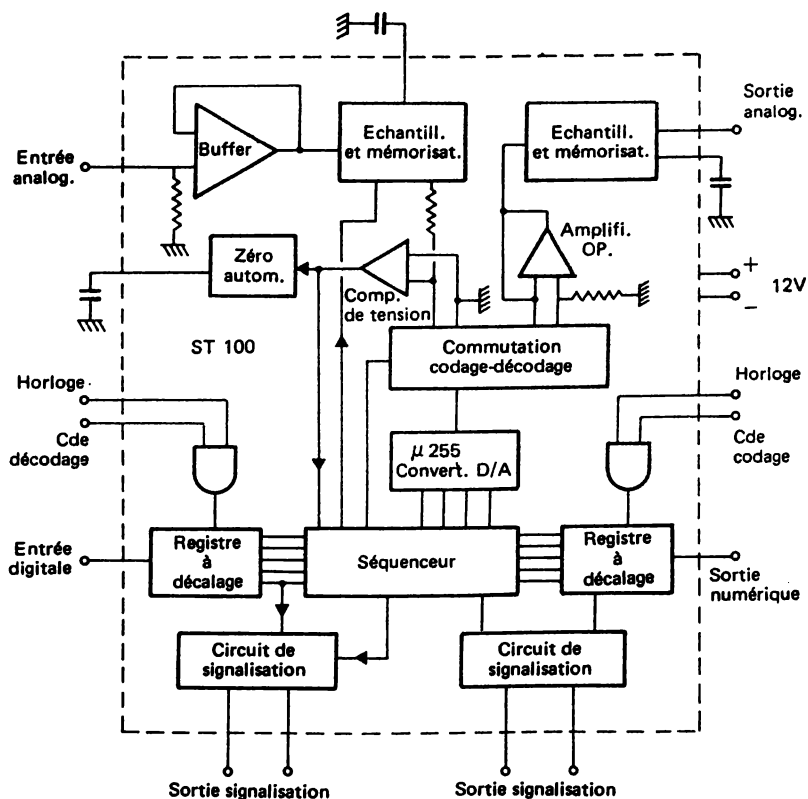 Sortie
analog.
Echantill.
et mémorisat.
Echantill.
et mémorisat.
Buffer
Entrée
analog.
Amplifi.
OP.
Zéro
autom.
+
12V
−
Comp.
de tension
ST 100
Commutation
codage-décodage
Horloge
Horloge
Cde
décodage
Cde
codage
μ 255
Convert. D/A
Entrée
digitale
Registre
à
décalage
Séquenceur
Registre
à
décalage
Sortie
numérique
Circuit de
signalisation
Circuit de
signalisation
Sortie signalisation
Sortie signalisation